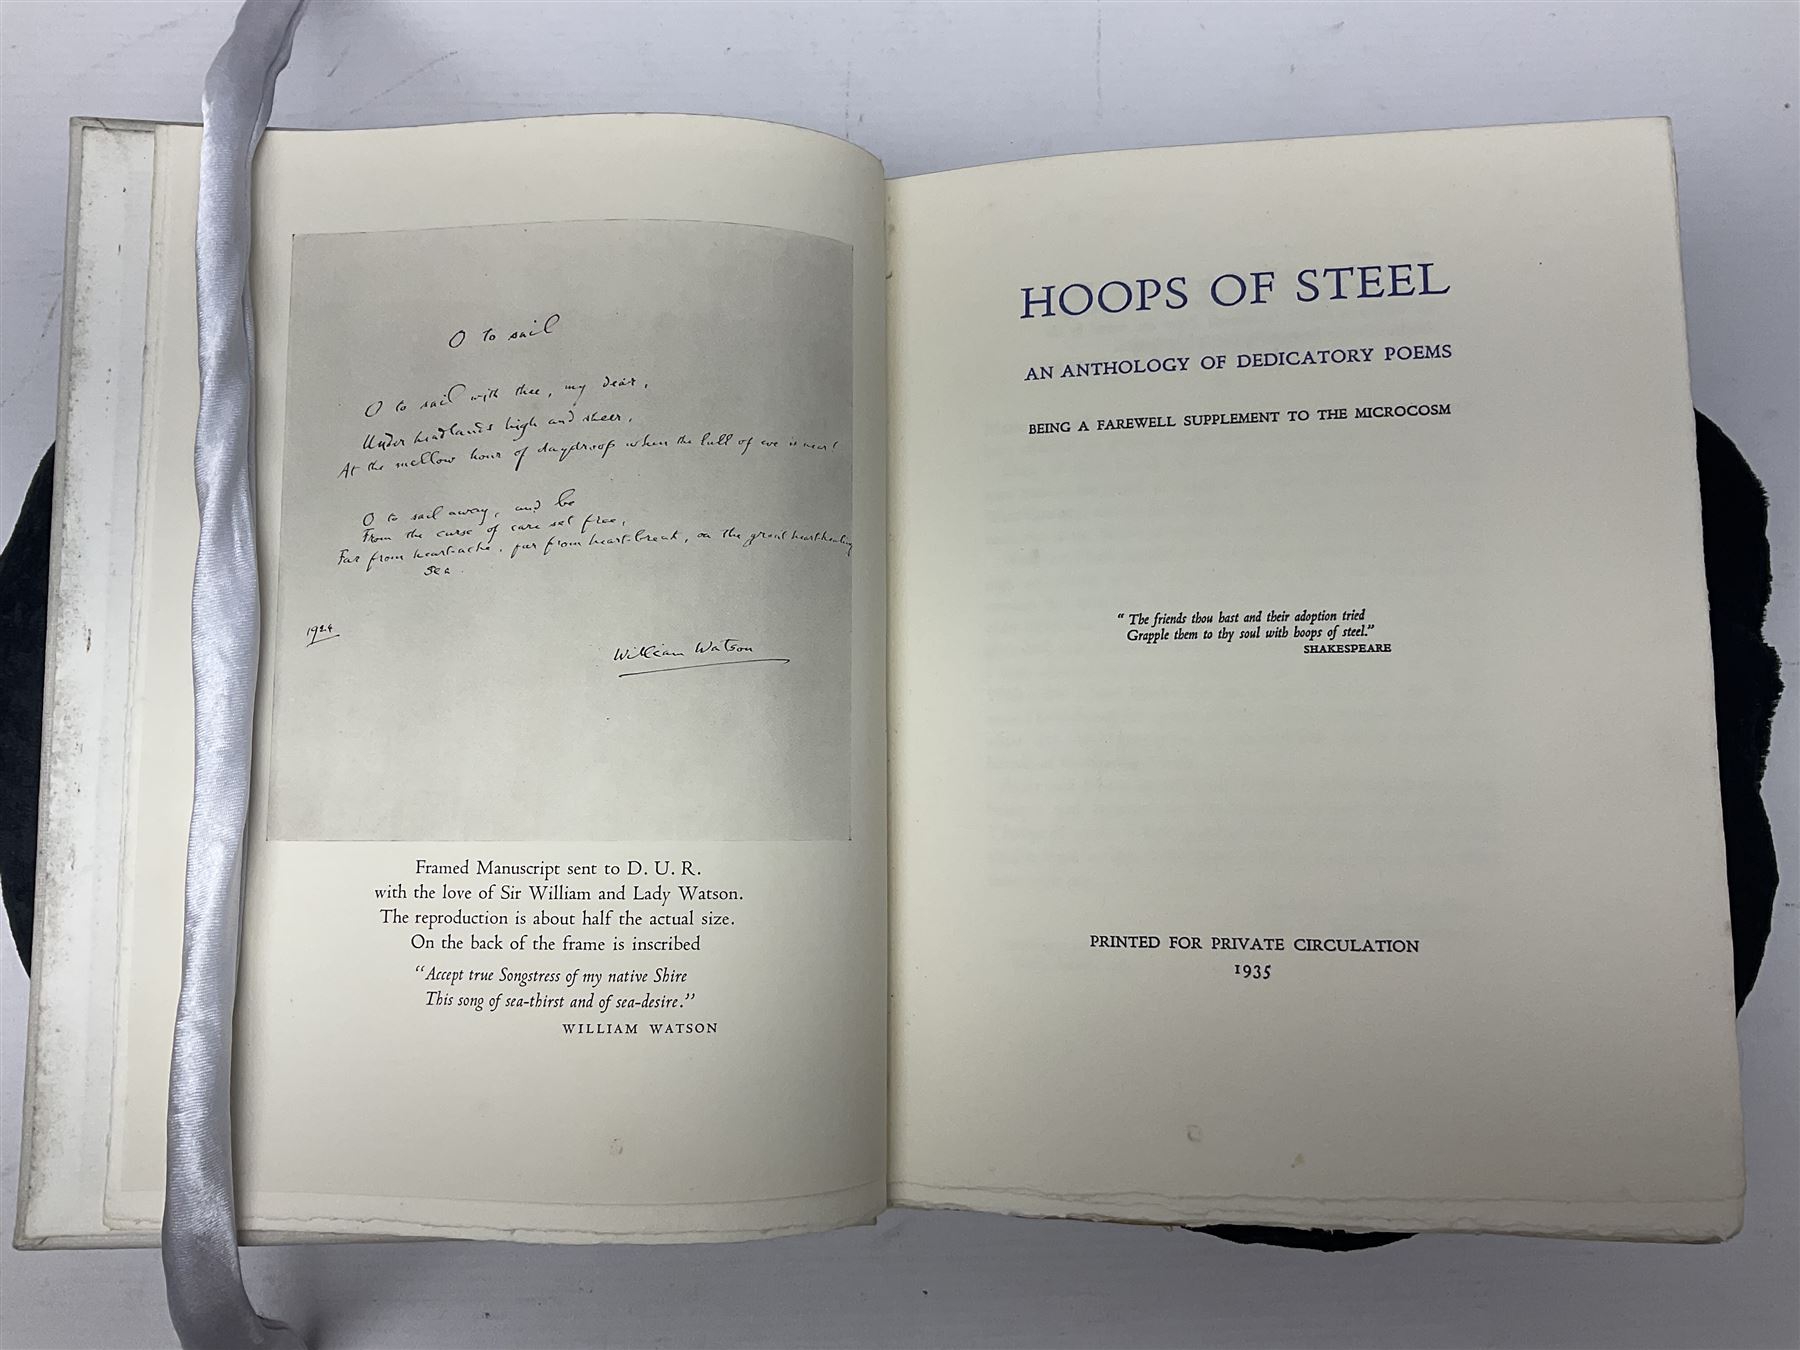 O to sail
O to sail with thee, my dear,
Under headlands high and sheer,
At the mellow hour of daydroop when the lull of eve is near!
O to sail away, and be
From the curse of care set free,
Far from heart-ache, far from heart-break, on the great heart-healing
sea.
1924
William Watson
Framed Manuscript sent to D. U. R.
with the love of Sir William and Lady Watson.
The reproduction is about half the actual size.
On the back of the frame is inscribed
“Accept true Songstress of my native Shire
This song of sea-thirst and of sea-desire.”
WILLIAM WATSON
HOOPS OF STEEL
AN ANTHOLOGY OF DEDICATORY POEMS
BEING A FAREWELL SUPPLEMENT TO THE MICROCOSM
“ The friends thou hast and their adoption tried
Grapple them to thy soul with hoops of steel.”
SHAKESPEARE
PRINTED FOR PRIVATE CIRCULATION
1935